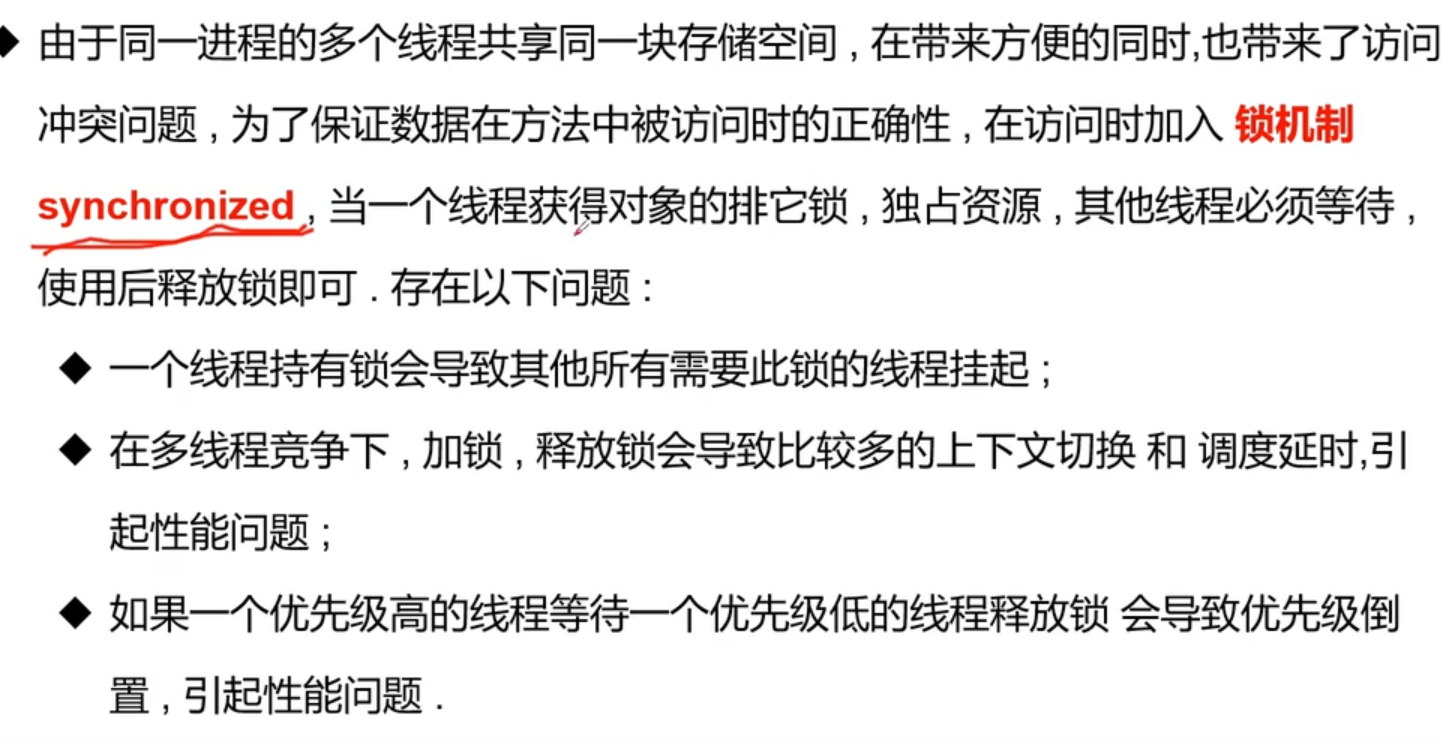 由于同一进程的多个线程共享同一块存储空间 , 在带来方便的同时,也带来了访问
冲突问题 , 为了保证数据在方法中被访问时的正确性 , 在访问时加入 锁机制
synchronized , 当一个线程获得对象的排它锁 , 独占资源 , 其他线程必须等待 ,
使用后释放锁即可 . 存在以下问题 :
一个线程持有锁会导致其他所有需要此锁的线程挂起 ;
在多线程竞争下 , 加锁 , 释放锁会导致比较多的上下文切换 和 调度延时,引
起性能问题 ;
如果一个优先级高的线程等待一个优先级低的线程释放锁 会导致优先级倒
置 , 引起性能问题 .